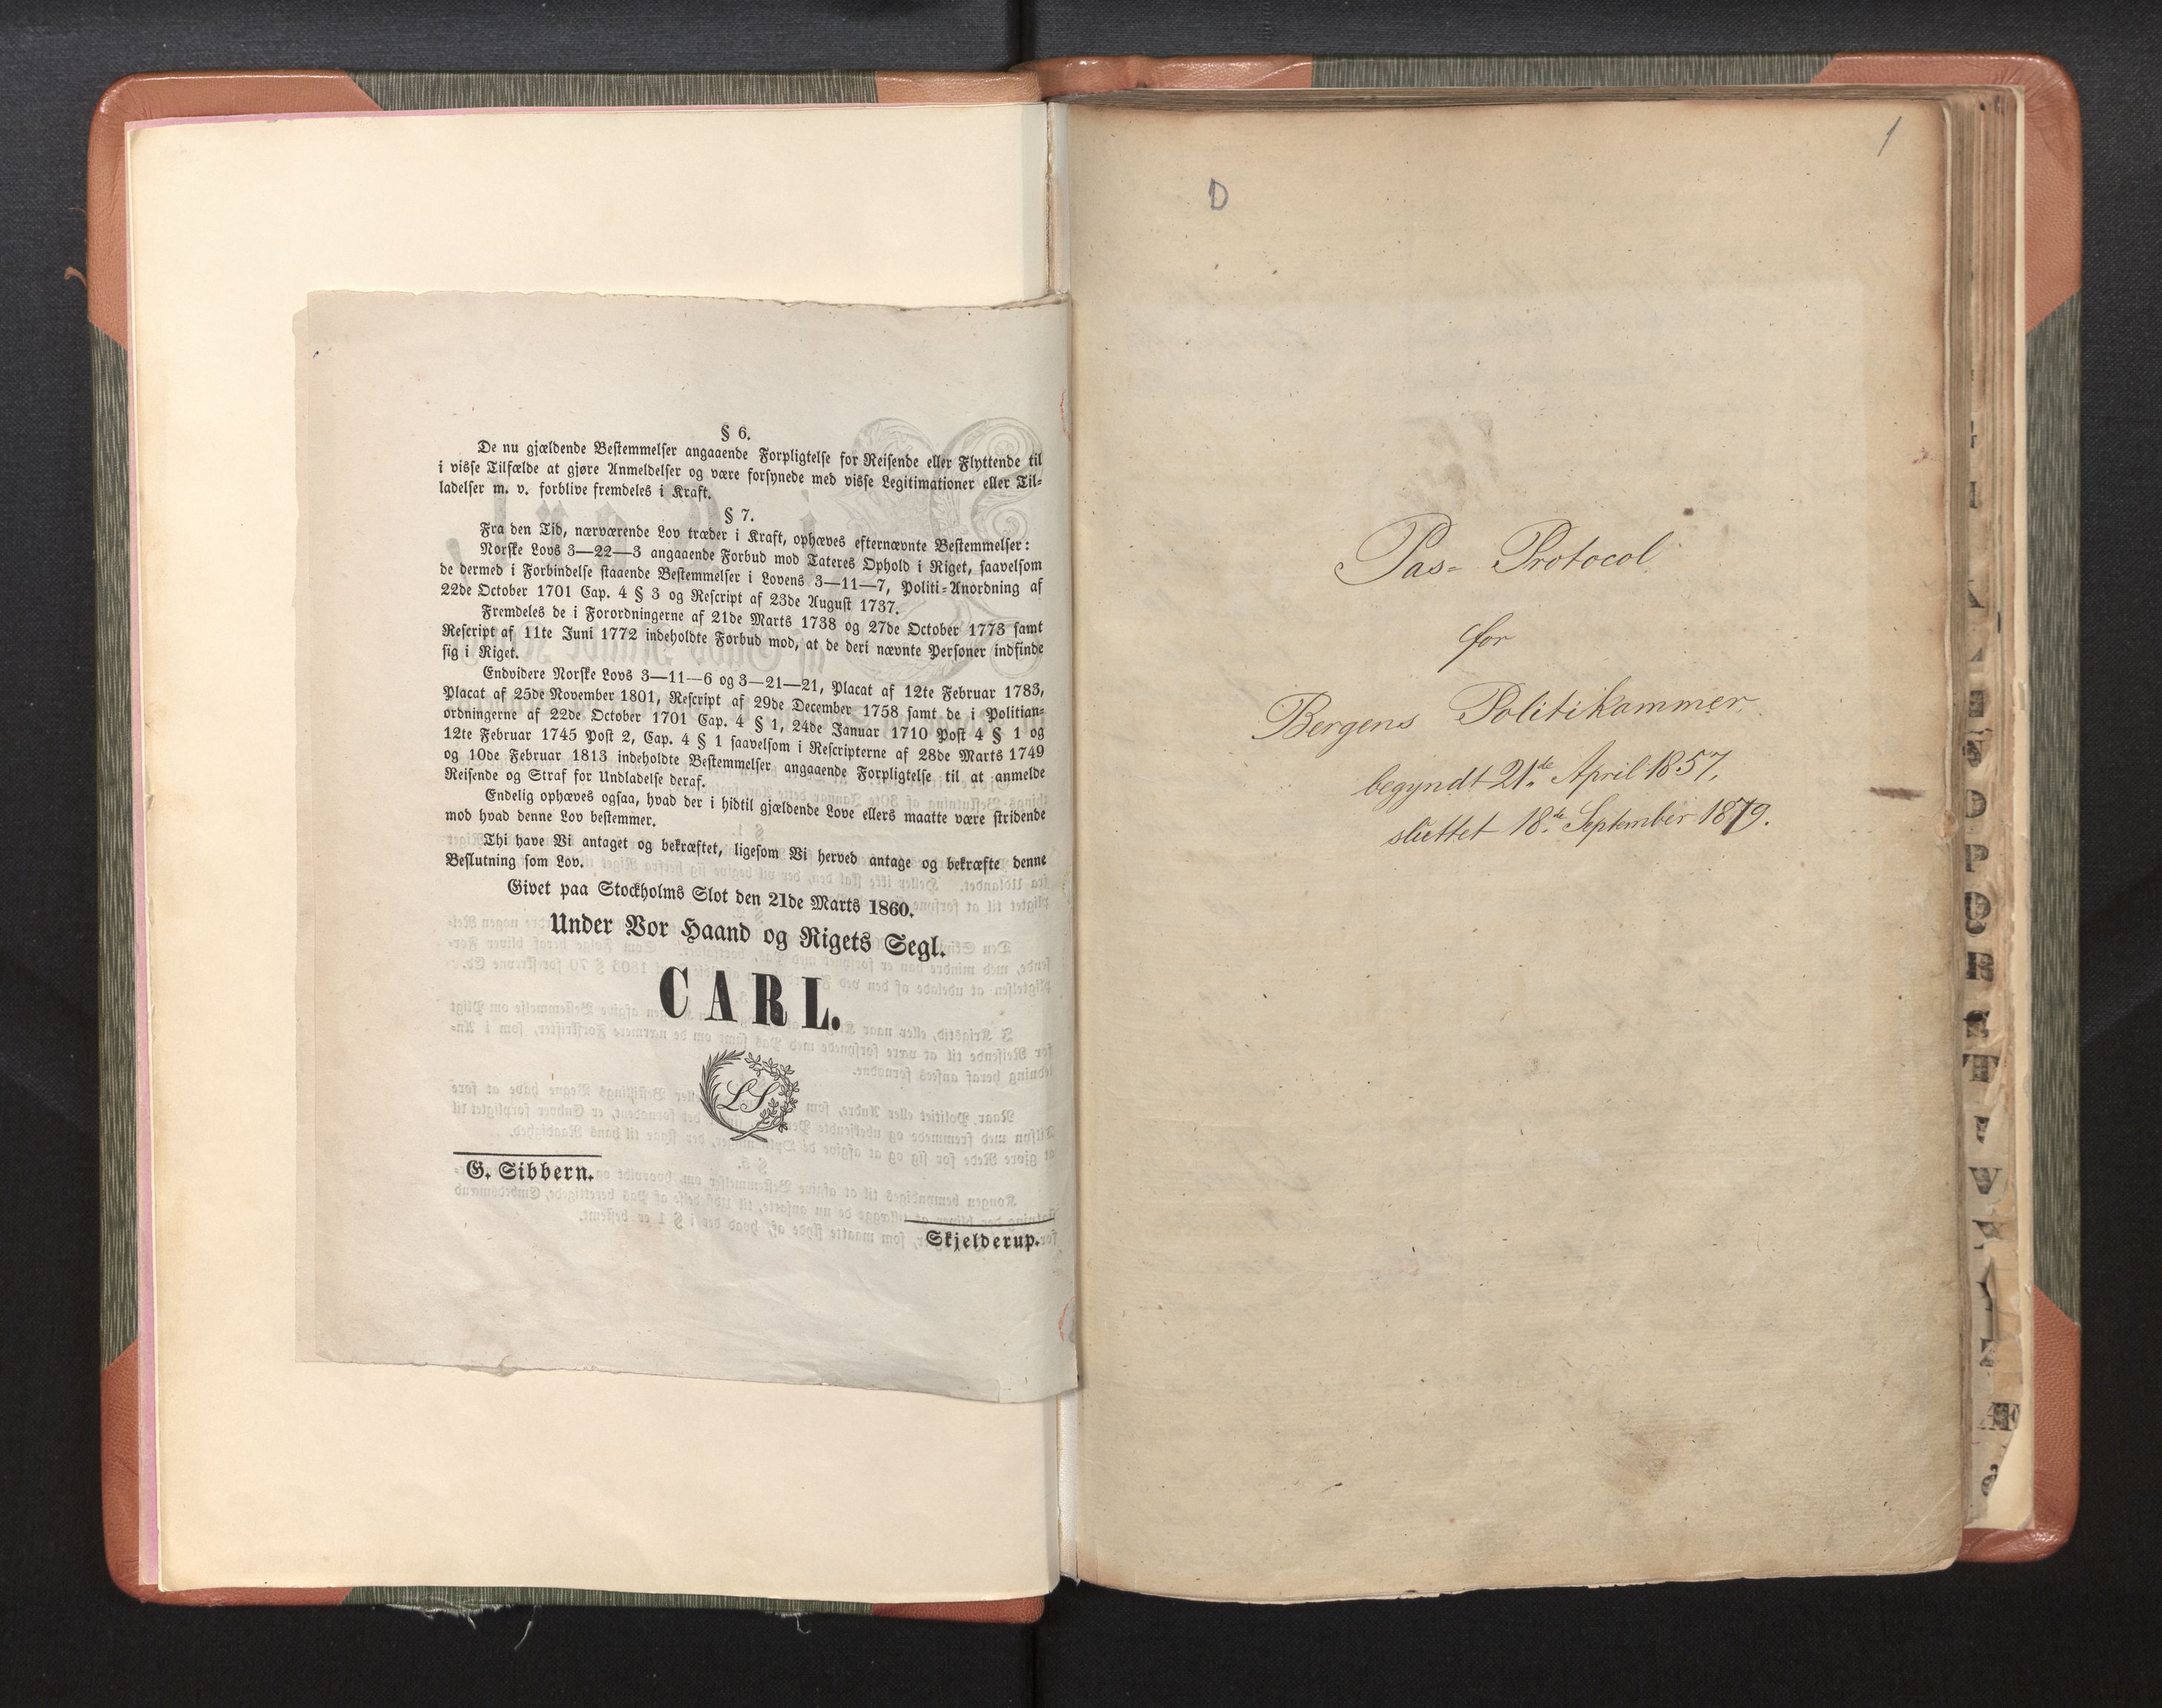 § 6.
De nu gjældende Bestemmelser angaaende Forpligtelse for Reisende eller Flyttende til
i visse Tilfælde at gjøre Anmeldelser og være forsynede med visse Legitimationer eller Til-
ladelser m. v. forblive fremdeles i Kraft.
§ 7.
Fra den Tid, nærværende Lov træder i Kraft, ophæves efternævnte Bestemmelser:
Norske Lovs 3—22—3 angaaende Forbud mod Tateres Ophold i Riget, saavelsom
de dermed i Forbindelse staaende Bestemmelser i Lovens 3—11—7, Politi-Anordning af
22de October 1701 Cap. 4 § 3 og Rescript af 23de August 1737.
Fremdeles de i Forordningerne af 21de Marts 1738 og 27de October 1773 samt
Rescript af 11te Juni 1772 indeholdte Forbud mod, at de deri nævnte Personer indfinde
sig i Riget.
Endvidere Norske Lovs 3—11—6 og 3—21—21, Placat af 12te Februar 1783,
Placat af 25de November 1801, Rescript af 29de December 1758 samt de i Politian-
ordningerne af 22de October 1701 Cap. 4 § 1, 24de Januar 1710 Post 4 § 1 og
12te Februar 1745 Post 2, Cap. 4 § 1 saavelsom i Rescripterne af 28de Marts 1749
og 10de Februar 1813 indeholdte Bestemmelser angaaende Forpligtelse til at anmelde
Reisende og Straf for Undladelse deraf.
Endelig ophæves ogsaa, hvad der i hidtil gjældende Love ellers maatte være stridende
mod hvad denne Lov bestemmer.
Thi have Vi antaget og bekræftet, ligesom Vi herved antage og bekræfte denne
Beslutning som Lov.
Givet paa Stockholms Slot den 21de Marts 1860.
Under Vor Haand og Rigets Segl.
CARL.
LS
G. Sibbern.
Skjelderup.
1
D
Pas- Protocol
for
Bergens Politikammer
begyndt 21de April 1857,
sluttet 18de September 1879.
O
P
Q
R
S
T
V
Æ